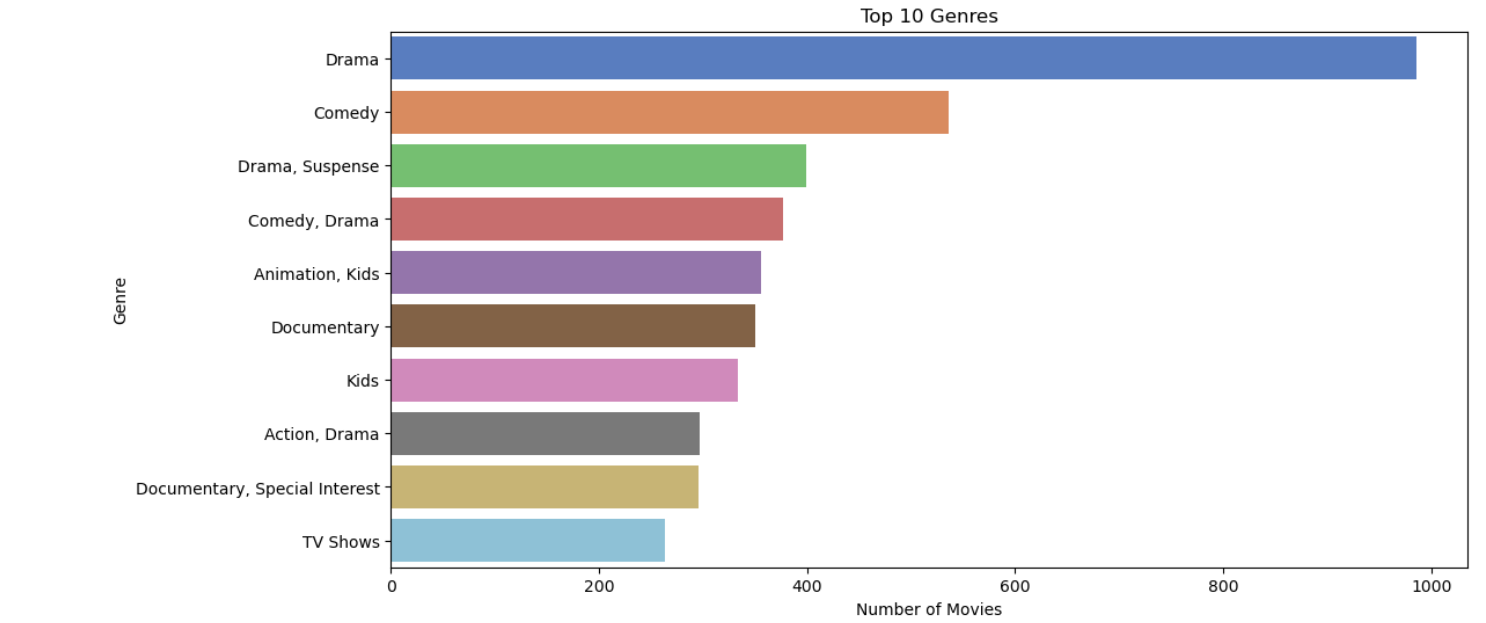 Top 10 Genres
Drama
Comedy
Drama, Suspense
Comedy, Drama
Animation, Kids
Documentary
Kids
Action, Drama
Documentary, Special Interest
TV Shows
Genre
0 200 400 600 800 1000
Number of Movies